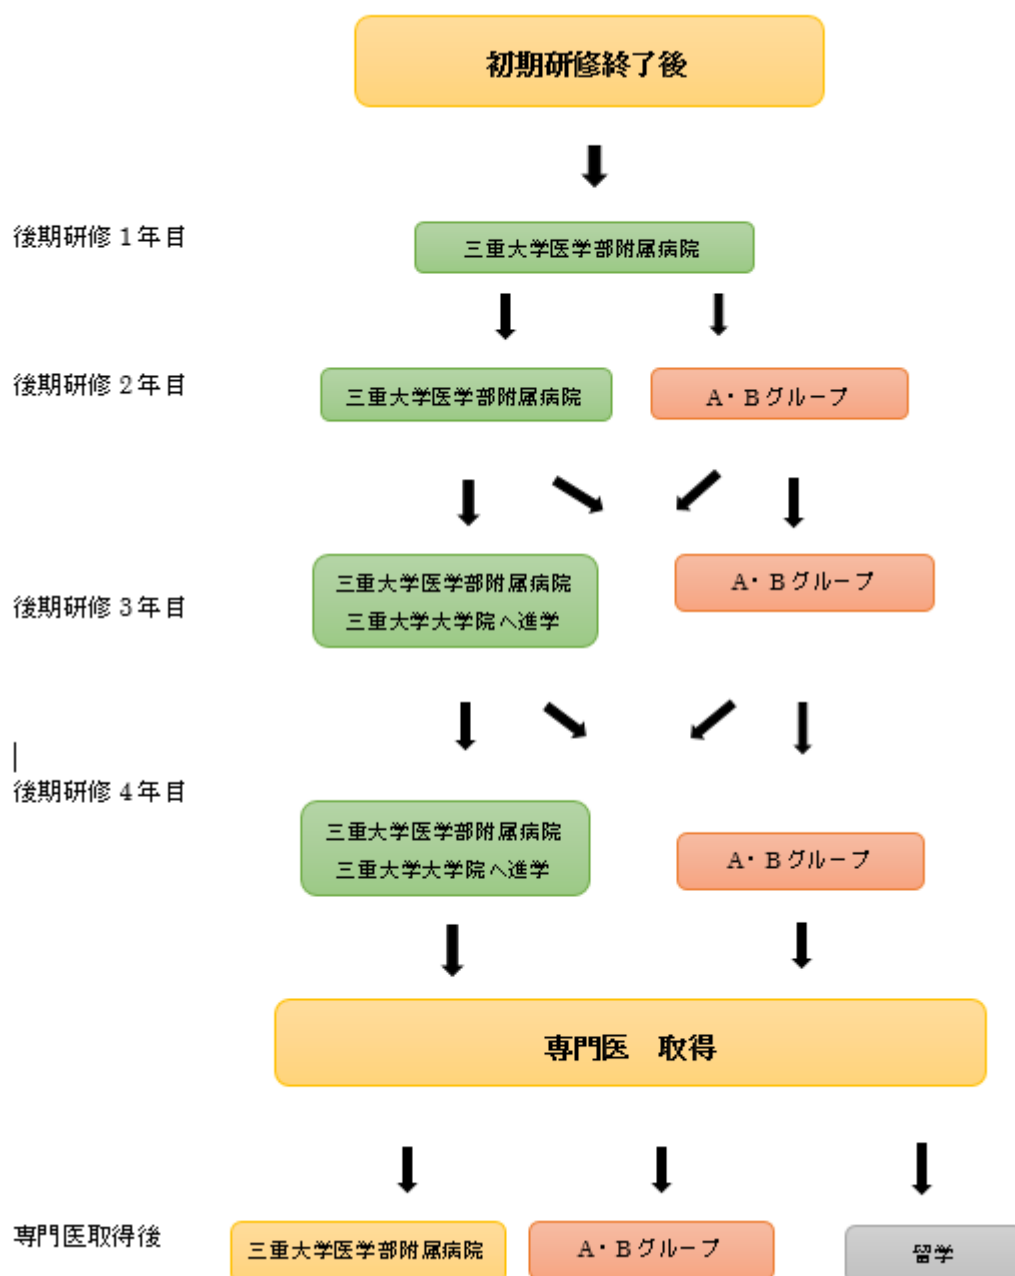 初期研修終了後
後期研修 1年目
三重大学医学部附属病院
後期研修 2年目
三重大学医学部附属病院
A・Bグループ
後期研修 3年目
三重大学医学部附属病院
三重大学大学院へ進学
A・Bグループ
後期研修 4年目
三重大学医学部附属病院
三重大学大学院へ進学
A・Bグループ
専門医　取得
専門医取得後
三重大学医学部附属病院
A・Bグループ
留学